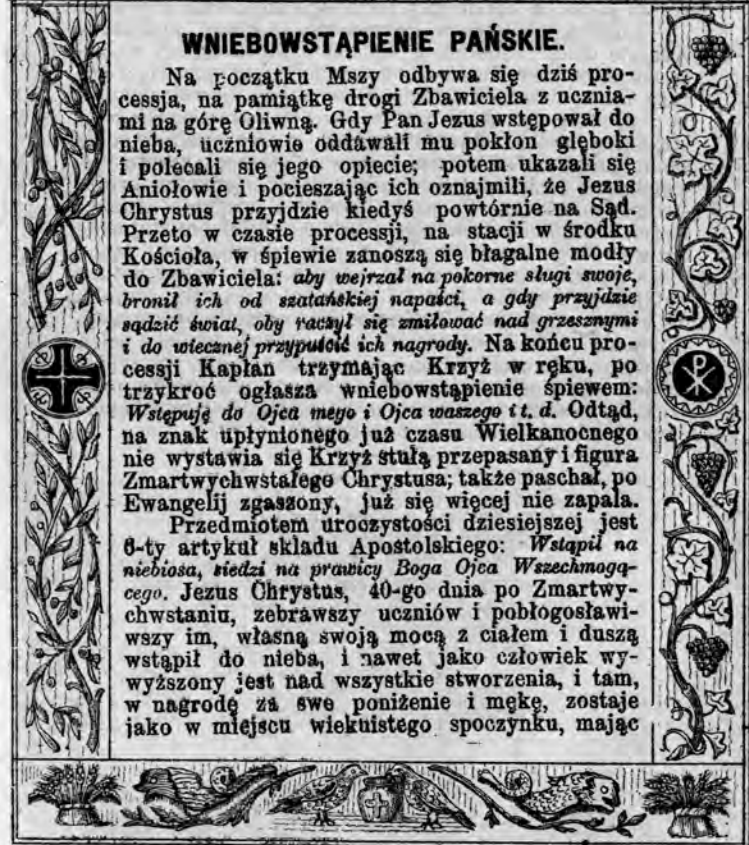 WNIEBOWSTĄPIENIE PAŃSKIE.
Na początku Mszy odbywa się dziś pro-
cessja, na pamiątkę drogi Zbawiciela z ucznia-
mi na górę Oliwną. Gdy Pan Jezus wstępował do
nieba, uczniowie oddawali mu pokłon głęboki
i polecali się jego opiecie; potem ukazali się
Aniołowie i pocieszając ich oznajmili, że Jezus
Chrystus przyjdzie kiedyś powtórnie na Sąd.
Przeto w czasie processji, na stacji w środku
Kościoła, w śpiewie zanoszą się błagalne modły
do Zbawiciela: aby wejrzał na pokorne sługi swoje,
bronił ich od szatańskiej napaści, a gdy przyjdzie
sądzić świat, oby raczył się zmiłować nad grzesznymi
i do wiecznej przypuścić ich nagrody. Na końcu pro-
cessji Kapłan trzymając Krzyż w ręku, po
trzykroć ogłasza wniebowstąpienie śpiewem:
Wstępuję do Ojca mego i Ojca waszego i t. d. Odtąd,
na znak upłynionego już czasu Wielkanocnego
nie wystawia się Krzyż stułą przepasany i figura
Zmartwychwstałego Chrystusa; także paschał, po
Ewangelij zgaszony, już się więcej nie zapala.
Przedmiotem uroczystości dziesiejszej jest
6-ty artykuł składu Apostolskiego: Wstąpił na
niebiosa, siedzi na prawicy Boga Ojca Wszechmogą-
cego. Jezus Chrystus, 40-go dnia po Zmartwy-
chwstaniu, zebrawszy uczniów i pobłogosławi-
wszy im, własną swoją mocą z ciałem i duszą
wstąpił do nieba, i nawet jako człowiek wy-
wyższony jest nad wszystkie stworzenia, i tam,
w nagrodę za swe poniżenie i mękę, zostaje
jako w miejscu wiekuistego spoczynku, mając